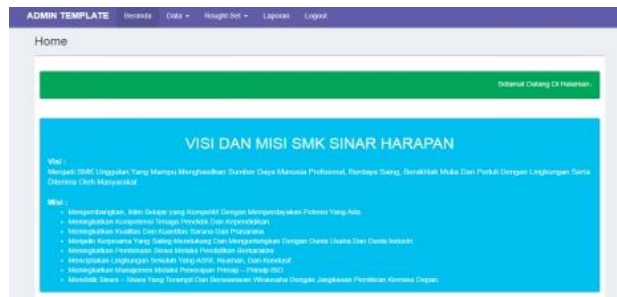 ADMIN TEMPLATE Beranda Data Rought Set Laporan Logout
Home
Selamat Datang Di Halaman.
VISI DAN MISI SMK SINAR HARAPAN
Visi :
Menjadi SMK Unggulan Yang Mampu Menghasilkan Sumber Daya Manusia Profisional, Berdaya Saing, Berakhlak Mulia Dan Peduli Dengan Lingkungan Serta
Diterima Oleh Masyarakat
Misi :
Mengembangkan, Iklim Belajar yang Kompetitif Dengan Memperdayakan Potensi Yang Ada.
Meningkatkan Kompetensi Tenaga Pendidik Dan Kependidikan.
Meningkatkan Kualitas Dan Kuantitas Sarana Dan Prasarana.
Menjalin Kerjasama Yang Saling Mendukung Dan Menguntungkan Dengan Dunia Usaha Dan Dunia Industri.
Meningkatkan Pembinaan Siswa Melalui Pendidikan Berkarakter
Menciptakan Lingkungan Sekolah Yang ASRI, Nyaman, Dan Kondusif
Meningkatkan Manajemen Melalui Penerapan Prinsip – Prinsip ISO
Mendidik Siswa – Siswa Yang Terampil Dan Berwawasan Wirausaha Dengan Jangkauan Pemikiran Kemasa Depan.